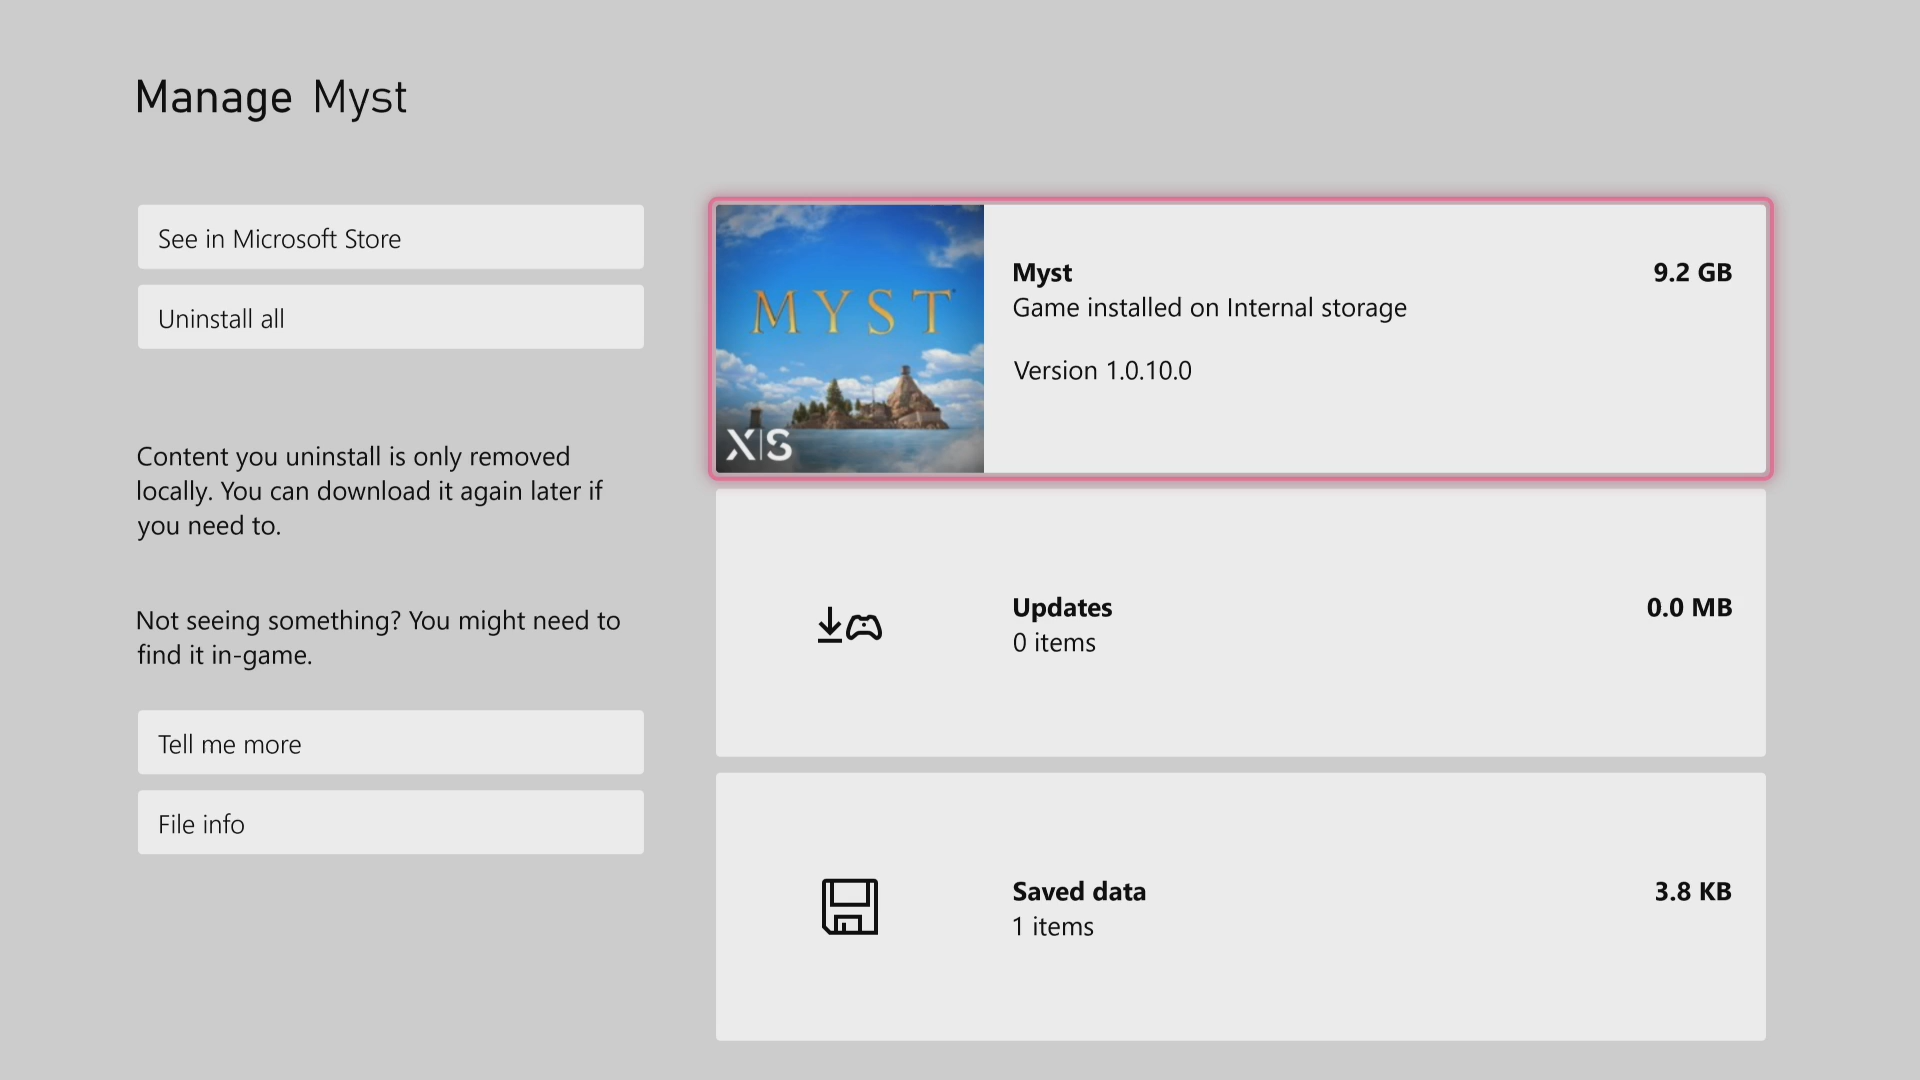 Manage Myst
See in Microsoft Store
Uninstall all
Content you uninstall is only removed
locally. You can download it again later if
you need to.
Not seeing something? You might need to
find it in-game.
Tell me more
File info
MYST
X|S
Myst
9.2 GB
Game installed on Internal storage
Version 1.0.10.0
Updates
0.0 MB
0 items
Saved data
3.8 KB
1 items